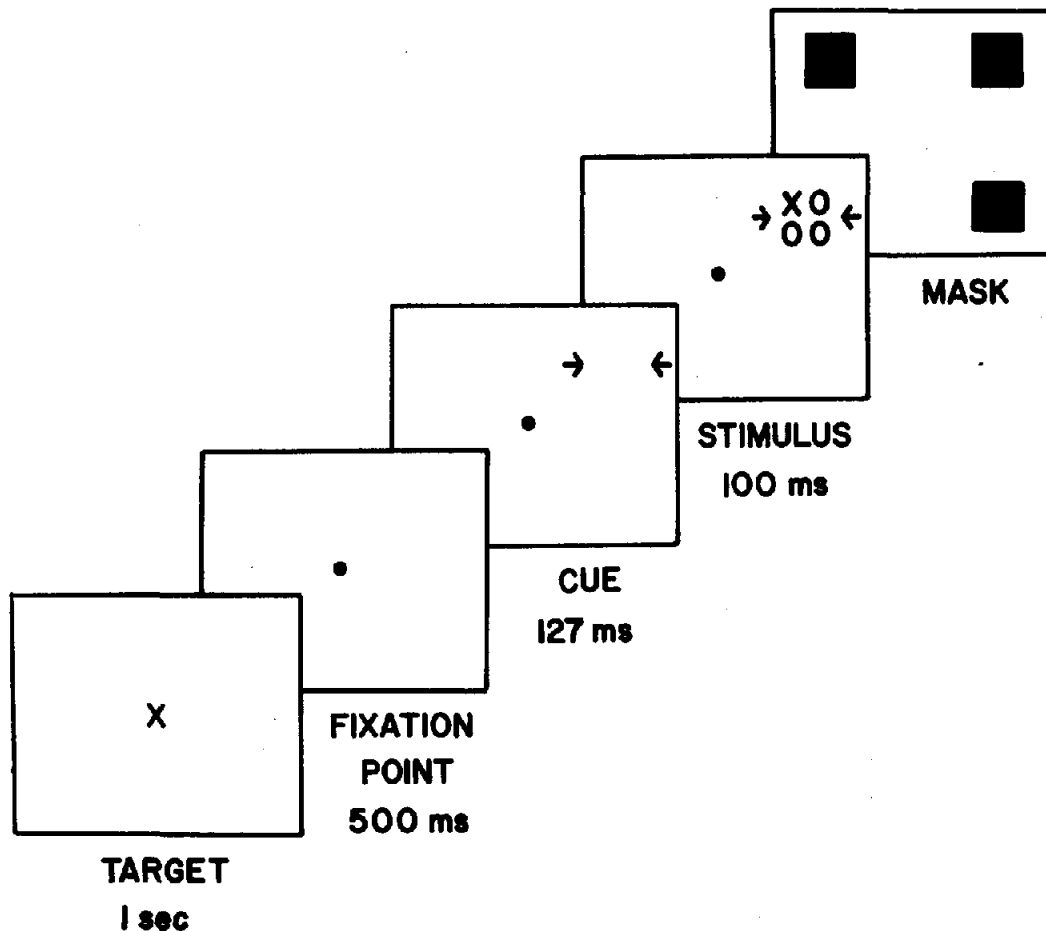 X
TARGET
1 sec
FIXATION
POINT
500 ms
CUE
127 ms
→ X O ←
O O
STIMULUS
100 ms
MASK